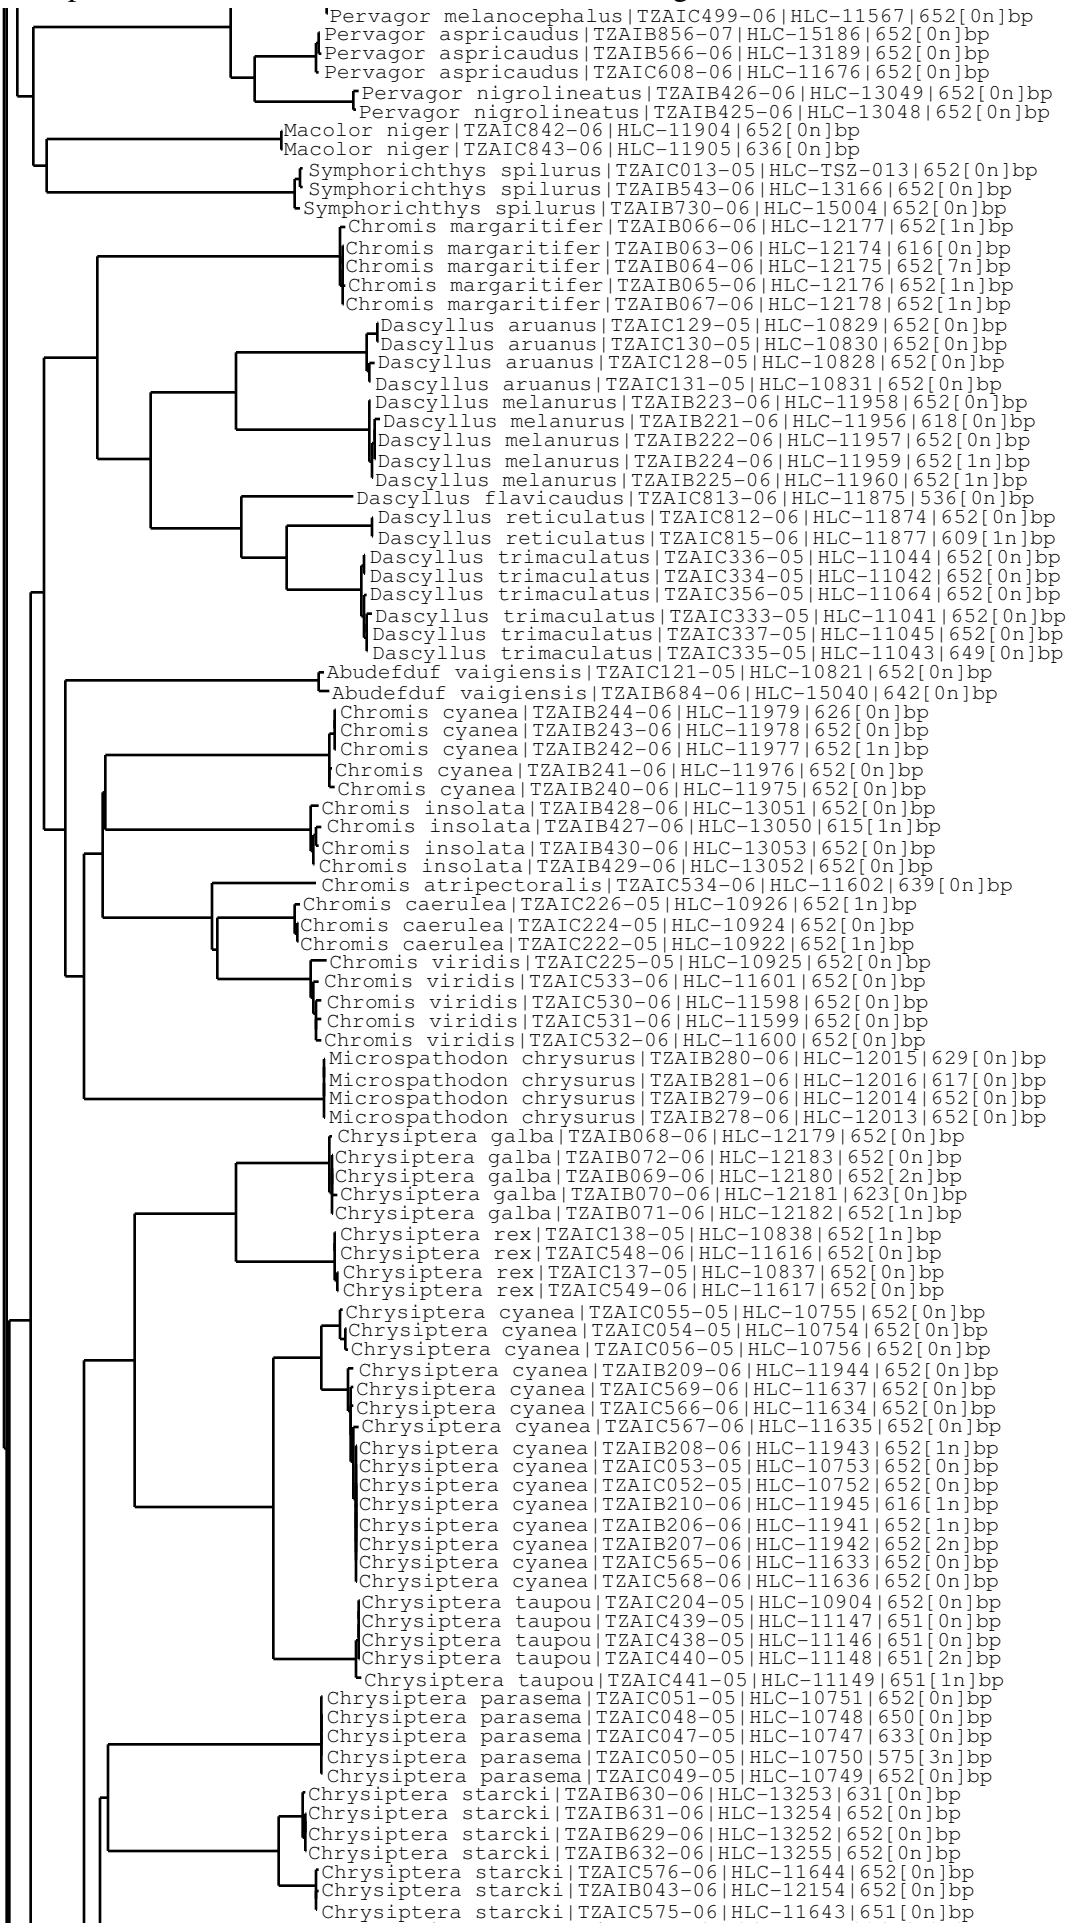 Pervagor melanocephalus|TZAIC499-06|HLC-11567|652[0n]bp
Pervagor aspricaudus|TZAIB856-07|HLC-15186|652[0n]bp
Pervagor aspricaudus|TZAIB566-06|HLC-13189|652[0n]bp
Pervagor aspricaudus|TZAIC608-06|HLC-11676|652[0n]bp
Pervagor nigrolineatus|TZAIB426-06|HLC-13049|652[0n]bp
Pervagor nigrolineatus|TZAIB425-06|HLC-13048|652[0n]bp
Macolor niger|TZAIC842-06|HLC-11904|652[0n]bp
Macolor niger|TZAIC843-06|HLC-11905|636[0n]bp
Symphorichthys spilurus|TZAIC013-05|HLC-TSZ-013|652[0n]bp
Symphorichthys spilurus|TZAIB543-06|HLC-13166|652[0n]bp
Symphorichthys spilurus|TZAIB730-06|HLC-15004|652[0n]bp
Chromis margaritifer|TZAIB066-06|HLC-12177|652[1n]bp
Chromis margaritifer|TZAIB063-06|HLC-12174|616[0n]bp
Chromis margaritifer|TZAIB064-06|HLC-12175|652[7n]bp
Chromis margaritifer|TZAIB065-06|HLC-12176|652[1n]bp
Chromis margaritifer|TZAIB067-06|HLC-12178|652[1n]bp
Dascyllus aruanus|TZAIC129-05|HLC-10829|652[0n]bp
Dascyllus aruanus|TZAIC130-05|HLC-10830|652[0n]bp
Dascyllus aruanus|TZAIC128-05|HLC-10828|652[0n]bp
Dascyllus aruanus|TZAIC131-05|HLC-10831|652[0n]bp
Dascyllus melanurus|TZAIB223-06|HLC-11958|652[0n]bp
Dascyllus melanurus|TZAIB221-06|HLC-11956|618[0n]bp
Dascyllus melanurus|TZAIB222-06|HLC-11957|652[0n]bp
Dascyllus melanurus|TZAIB224-06|HLC-11959|652[1n]bp
Dascyllus melanurus|TZAIB225-06|HLC-11960|652[1n]bp
Dascyllus flavicaudus|TZAIC813-06|HLC-11875|536[0n]bp
Dascyllus reticulatus|TZAIC812-06|HLC-11874|652[0n]bp
Dascyllus reticulatus|TZAIC815-06|HLC-11877|609[1n]bp
Dascyllus trimaculatus|TZAIC336-05|HLC-11044|652[0n]bp
Dascyllus trimaculatus|TZAIC334-05|HLC-11042|652[0n]bp
Dascyllus trimaculatus|TZAIC356-05|HLC-11064|652[0n]bp
Dascyllus trimaculatus|TZAIC333-05|HLC-11041|652[0n]bp
Dascyllus trimaculatus|TZAIC337-05|HLC-11045|652[0n]bp
Dascyllus trimaculatus|TZAIC335-05|HLC-11043|649[0n]bp
Abudefduf vaigiensis|TZAIC121-05|HLC-10821|652[0n]bp
Abudefduf vaigiensis|TZAIB684-06|HLC-15040|642[0n]bp
Chromis cyanea|TZAIB244-06|HLC-11979|626[0n]bp
Chromis cyanea|TZAIB243-06|HLC-11978|652[0n]bp
Chromis cyanea|TZAIB242-06|HLC-11977|652[1n]bp
Chromis cyanea|TZAIB241-06|HLC-11976|652[0n]bp
Chromis cyanea|TZAIB240-06|HLC-11975|652[0n]bp
Chromis insolata|TZAIB428-06|HLC-13051|652[0n]bp
Chromis insolata|TZAIB427-06|HLC-13050|615[1n]bp
Chromis insolata|TZAIB430-06|HLC-13053|652[0n]bp
Chromis insolata|TZAIB429-06|HLC-13052|652[0n]bp
Chromis atripectoralis|TZAIC534-06|HLC-11602|639[0n]bp
Chromis caerulea|TZAIC226-05|HLC-10926|652[1n]bp
Chromis caerulea|TZAIC224-05|HLC-10924|652[0n]bp
Chromis caerulea|TZAIC222-05|HLC-10922|652[1n]bp
Chromis viridis|TZAIC225-05|HLC-10925|652[0n]bp
Chromis viridis|TZAIC533-06|HLC-11601|652[0n]bp
Chromis viridis|TZAIC530-06|HLC-11598|652[0n]bp
Chromis viridis|TZAIC531-06|HLC-11599|652[0n]bp
Chromis viridis|TZAIC532-06|HLC-11600|652[0n]bp
Microspathodon chrysurus|TZAIB280-06|HLC-12015|629[0n]bp
Microspathodon chrysurus|TZAIB281-06|HLC-12016|617[0n]bp
Microspathodon chrysurus|TZAIB279-06|HLC-12014|652[0n]bp
Microspathodon chrysurus|TZAIB278-06|HLC-12013|652[0n]bp
Chrysiptera galba|TZAIB068-06|HLC-12179|652[0n]bp
Chrysiptera galba|TZAIB072-06|HLC-12183|652[0n]bp
Chrysiptera galba|TZAIB069-06|HLC-12180|652[2n]bp
Chrysiptera galba|TZAIB070-06|HLC-12181|623[0n]bp
Chrysiptera galba|TZAIB071-06|HLC-12182|652[1n]bp
Chrysiptera rex|TZAIC138-05|HLC-10838|652[1n]bp
Chrysiptera rex|TZAIC548-06|HLC-11616|652[0n]bp
Chrysiptera rex|TZAIC137-05|HLC-10837|652[0n]bp
Chrysiptera rex|TZAIC549-06|HLC-11617|652[0n]bp
Chrysiptera cyanea|TZAIC055-05|HLC-10755|652[0n]bp
Chrysiptera cyanea|TZAIC054-05|HLC-10754|652[0n]bp
Chrysiptera cyanea|TZAIC056-05|HLC-10756|652[0n]bp
Chrysiptera cyanea|TZAIB209-06|HLC-11944|652[0n]bp
Chrysiptera cyanea|TZAIC569-06|HLC-11637|652[0n]bp
Chrysiptera cyanea|TZAIC566-06|HLC-11634|652[0n]bp
Chrysiptera cyanea|TZAIC567-06|HLC-11635|652[0n]bp
Chrysiptera cyanea|TZAIB208-06|HLC-11943|652[1n]bp
Chrysiptera cyanea|TZAIC053-05|HLC-10753|652[0n]bp
Chrysiptera cyanea|TZAIC052-05|HLC-10752|652[0n]bp
Chrysiptera cyanea|TZAIB210-06|HLC-11945|616[1n]bp
Chrysiptera cyanea|TZAIB206-06|HLC-11941|652[1n]bp
Chrysiptera cyanea|TZAIB207-06|HLC-11942|652[2n]bp
Chrysiptera cyanea|TZAIC565-06|HLC-11633|652[0n]bp
Chrysiptera cyanea|TZAIC568-06|HLC-11636|652[0n]bp
Chrysiptera taupou|TZAIC204-05|HLC-10904|652[0n]bp
Chrysiptera taupou|TZAIC439-05|HLC-11147|651[0n]bp
Chrysiptera taupou|TZAIC438-05|HLC-11146|651[0n]bp
Chrysiptera taupou|TZAIC440-05|HLC-11148|651[2n]bp
Chrysiptera taupou|TZAIC441-05|HLC-11149|651[1n]bp
Chrysiptera parasema|TZAIC051-05|HLC-10751|652[0n]bp
Chrysiptera parasema|TZAIC048-05|HLC-10748|650[0n]bp
Chrysiptera parasema|TZAIC047-05|HLC-10747|633[0n]bp
Chrysiptera parasema|TZAIC050-05|HLC-10750|575[3n]bp
Chrysiptera parasema|TZAIC049-05|HLC-10749|652[0n]bp
Chrysiptera starcki|TZAIB630-06|HLC-13253|631[0n]bp
Chrysiptera starcki|TZAIB631-06|HLC-13254|652[0n]bp
Chrysiptera starcki|TZAIB629-06|HLC-13252|652[0n]bp
Chrysiptera starcki|TZAIB632-06|HLC-13255|652[0n]bp
Chrysiptera starcki|TZAIC576-06|HLC-11644|652[0n]bp
Chrysiptera starcki|TZAIB043-06|HLC-12154|652[0n]bp
Chrysiptera starcki|TZAIC575-06|HLC-11643|651[0n]bp